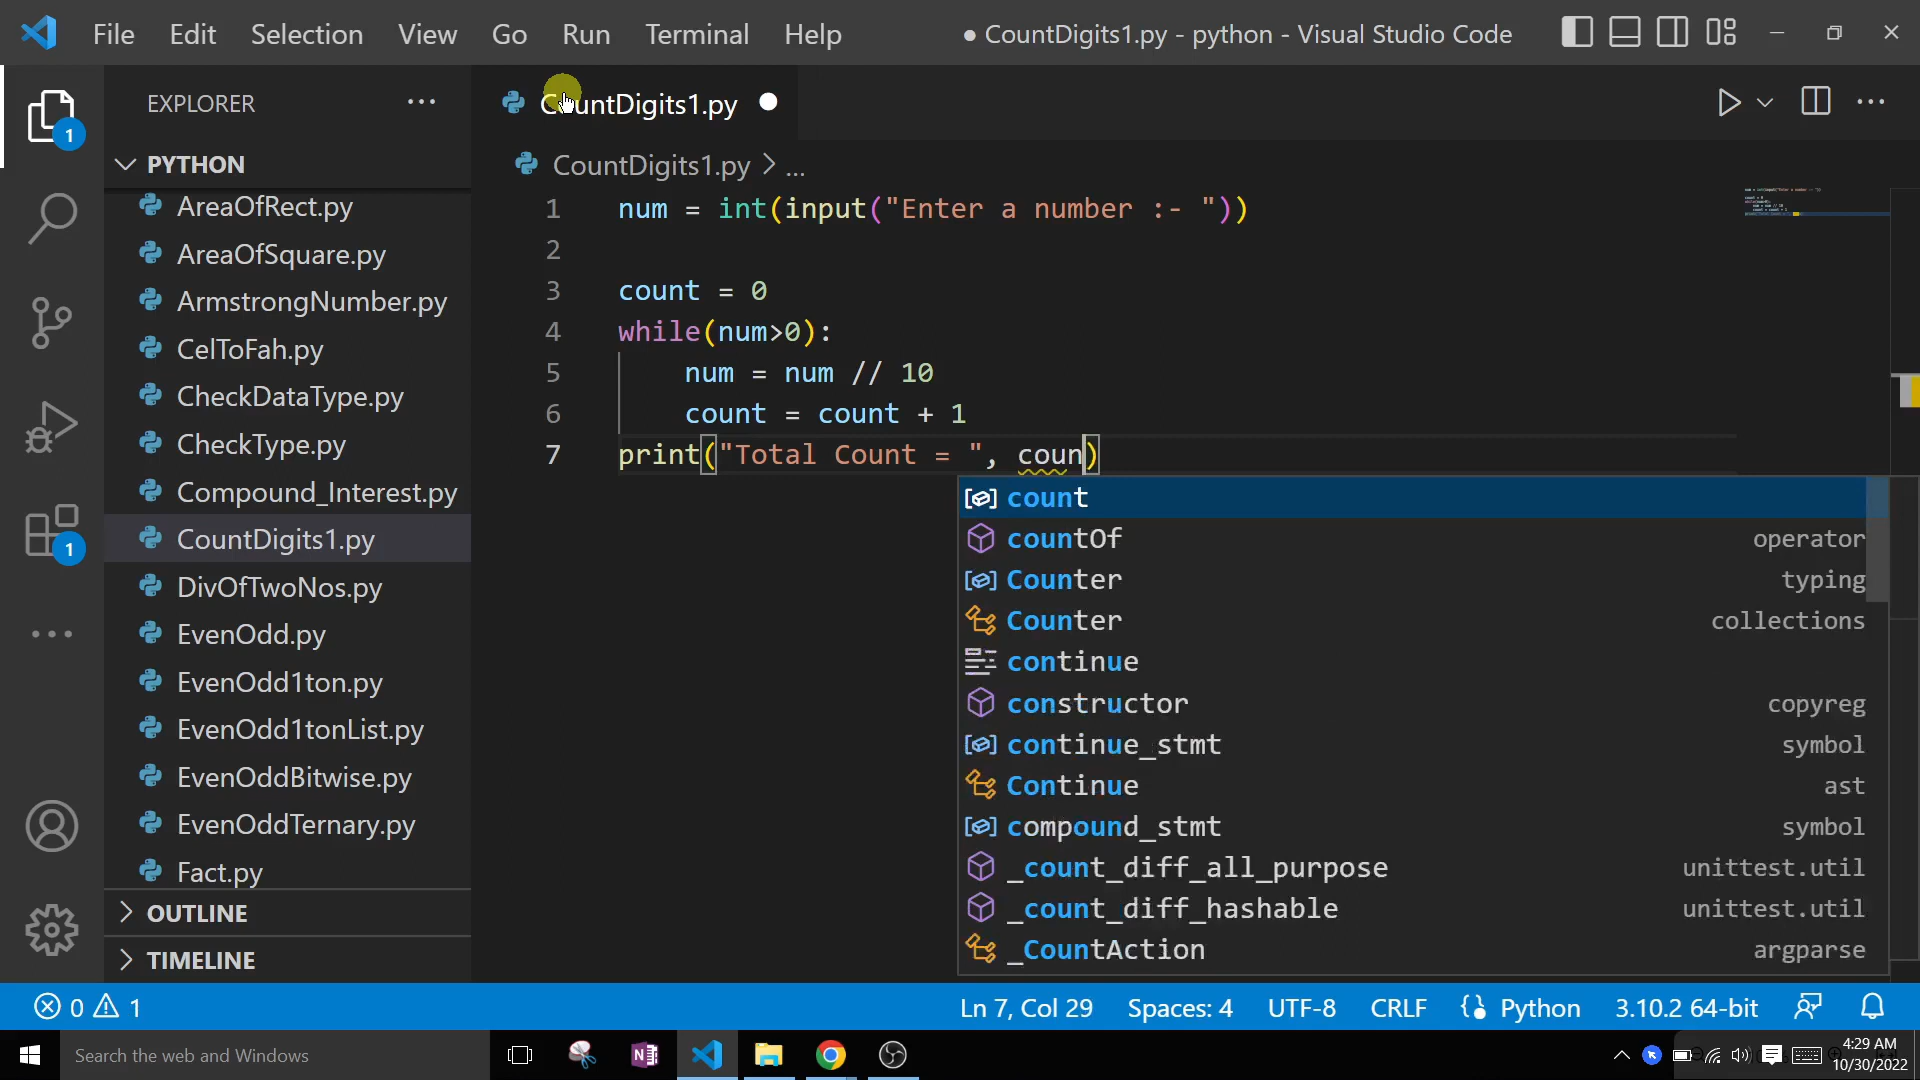 File Edit Selection View Go Run Terminal Help
● CountDigits1.py - python - Visual Studio Code
EXPLORER
CountDigits1.py
1
PYTHON
CountDigits1.py > ...
AreaOfRect.py
AreaOfSquare.py
ArmstrongNumber.py
CelToFah.py
CheckDataType.py
CheckType.py
Compound_Interest.py
CountDigits1.py
DivOfTwoNos.py
EvenOdd.py
EvenOdd1ton.py
EvenOdd1tonList.py
EvenOddBitwise.py
EvenOddTernary.py
Fact.py
OUTLINE
TIMELINE
1
1 num = int(input("Enter a number :- "))
2
3 count = 0
4 while(num>0):
5 num = num // 10
6 count = count + 1
7 print("Total Count = ", coun)
count
countOf operator
Counter typing
Counter collections
continue
constructor copyreg
continue_stmt symbol
Continue ast
compound_stmt symbol
_count_diff_all_purpose unittest.util
_count_diff_hashable unittest.util
_CountAction argparse
0 1 Ln 7, Col 29 Spaces: 4 UTF-8 CRLF Python 3.10.2 64-bit
Search the web and Windows
N
4:29 AM
10/30/2022